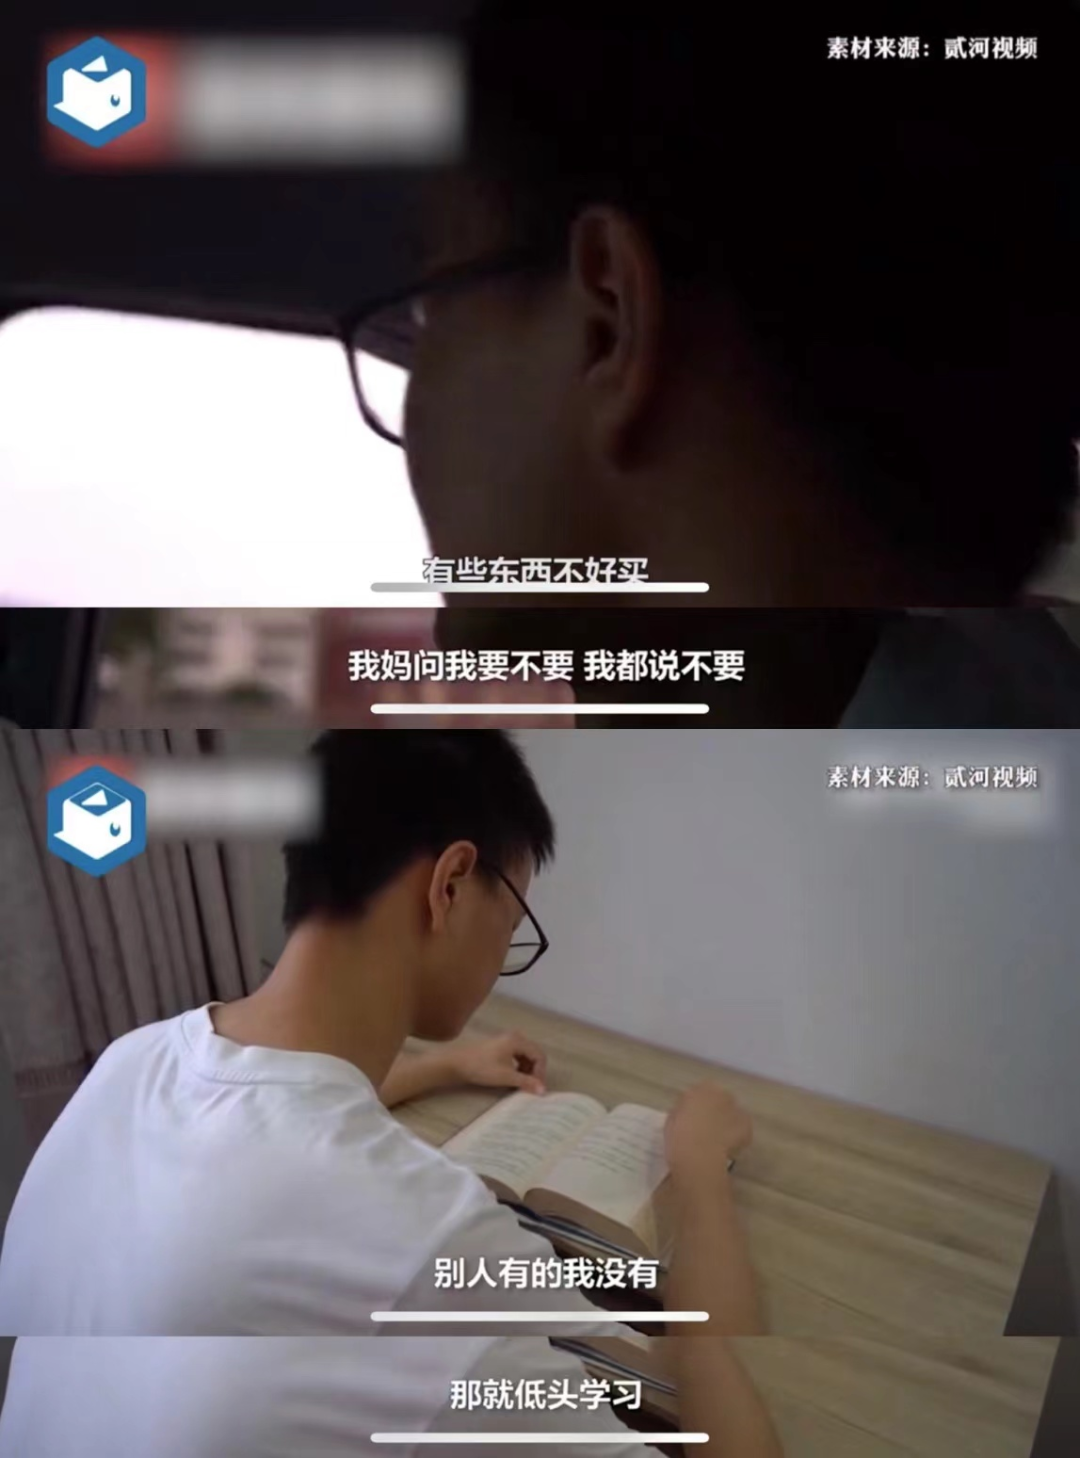 素材来源：贰河视频
有些东西不好买
我妈问我要不要 我都说不要
素材来源：贰河视频
别人有的我没有
那就低头学习